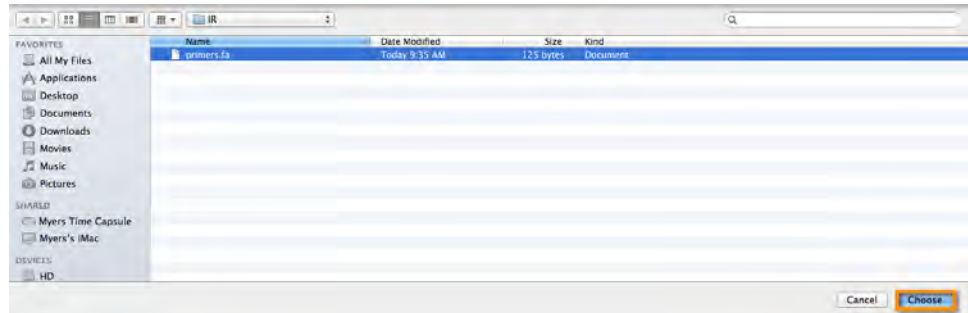 IR
Name Date Modified Size Kind
primers.fa Today 9:35 AM 125 bytes Document
FAVORITES
All My Files
Applications
Desktop
Documents
Downloads
Movies
Music
Pictures
SHARED
Myers Time Capsule
Myers's iMac
DEVICES
HD
Cancel Choose